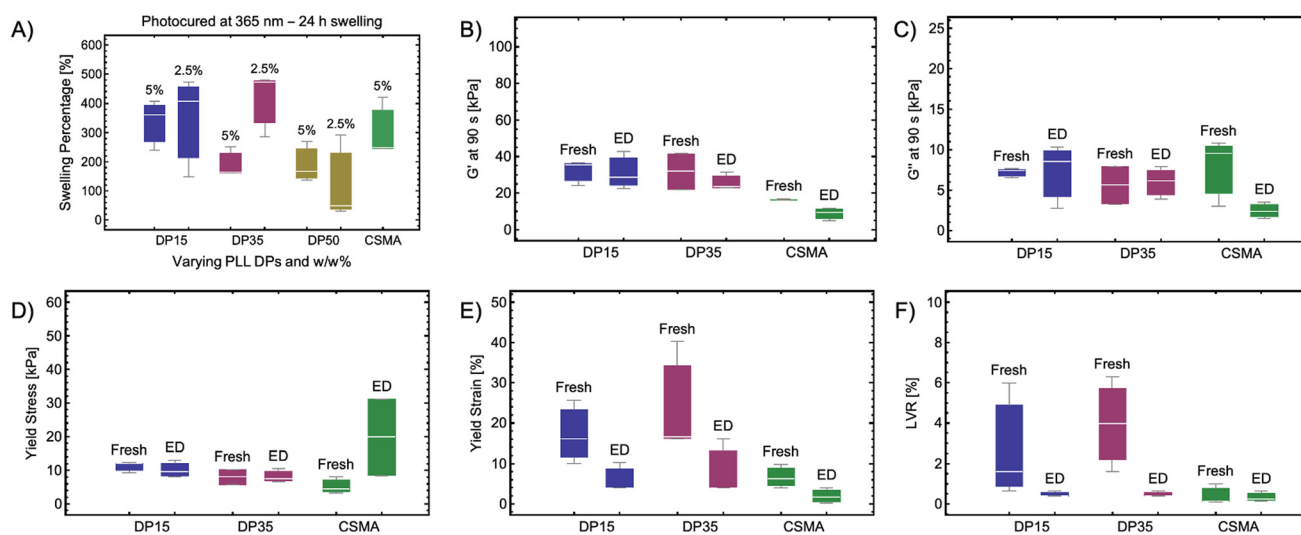 A)
Photocured at 365 nm – 24 h swelling
Swelling Percentage [%]
600
500
400
300
200
100
0
5%
2.5%
5%
2.5%
5%
2.5%
5%
DP15
DP35
DP50
CSMA
Varying PLL DPs and w/w%
B)
G' at 90 s [kPa]
100
80
60
40
20
0
Fresh
ED
Fresh
ED
Fresh
ED
DP15
DP35
CSMA
C)
G'' at 90 s [kPa]
25
20
15
10
5
0
Fresh
ED
Fresh
ED
Fresh
ED
DP15
DP35
CSMA
D)
Yield Stress [kPa]
60
50
40
30
20
10
0
Fresh
ED
Fresh
ED
Fresh
ED
DP15
DP35
CSMA
E)
Yield Strain [%]
50
40
30
20
10
0
Fresh
ED
Fresh
ED
Fresh
ED
DP15
DP35
CSMA
F)
LVR [%]
10
8
6
4
2
0
Fresh
ED
Fresh
ED
Fresh
ED
DP15
DP35
CSMA